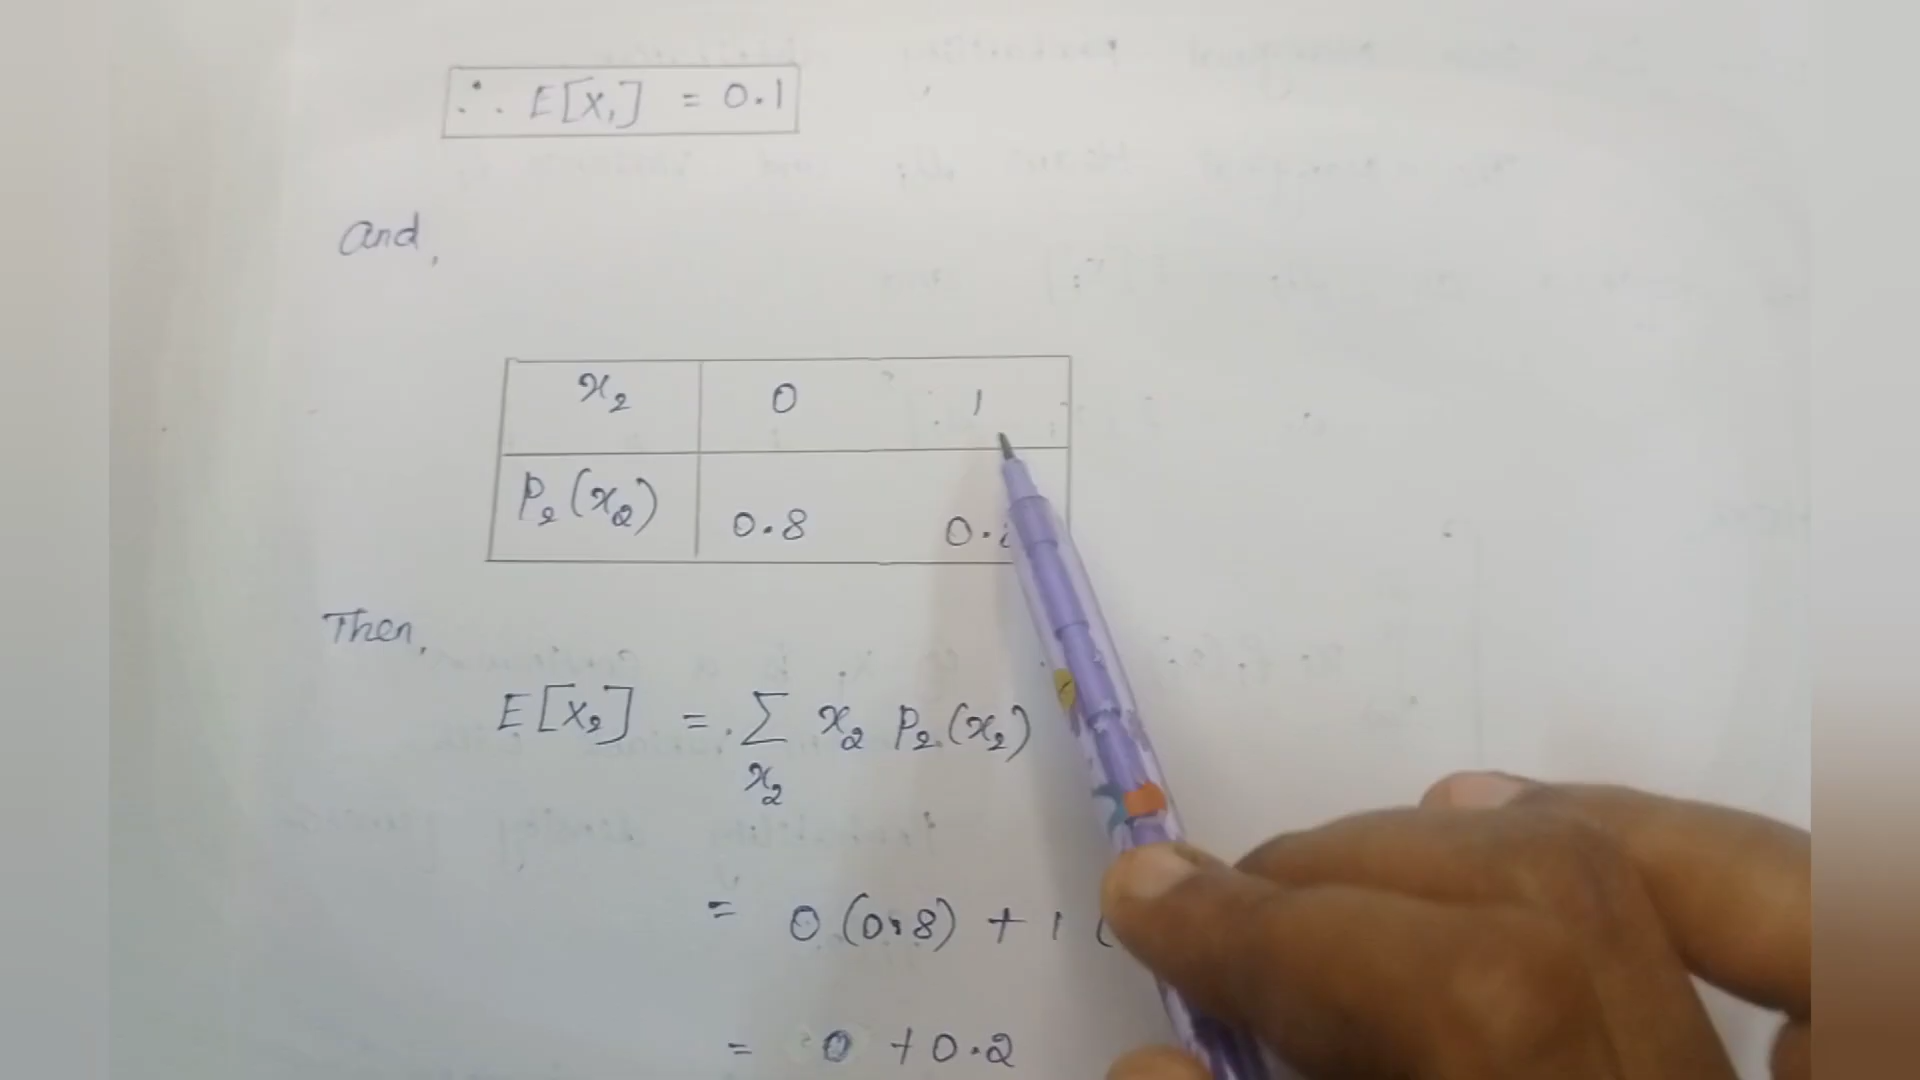 ∴ E[X₁] = 0.1
And,
x₂ 0 1
P₂(x₂) 0.8 0.
Then,
E[X₂] = Σ x₂ P₂(x₂)
x₂
= 0(0.8) + 1 (
= 0 + 0.2